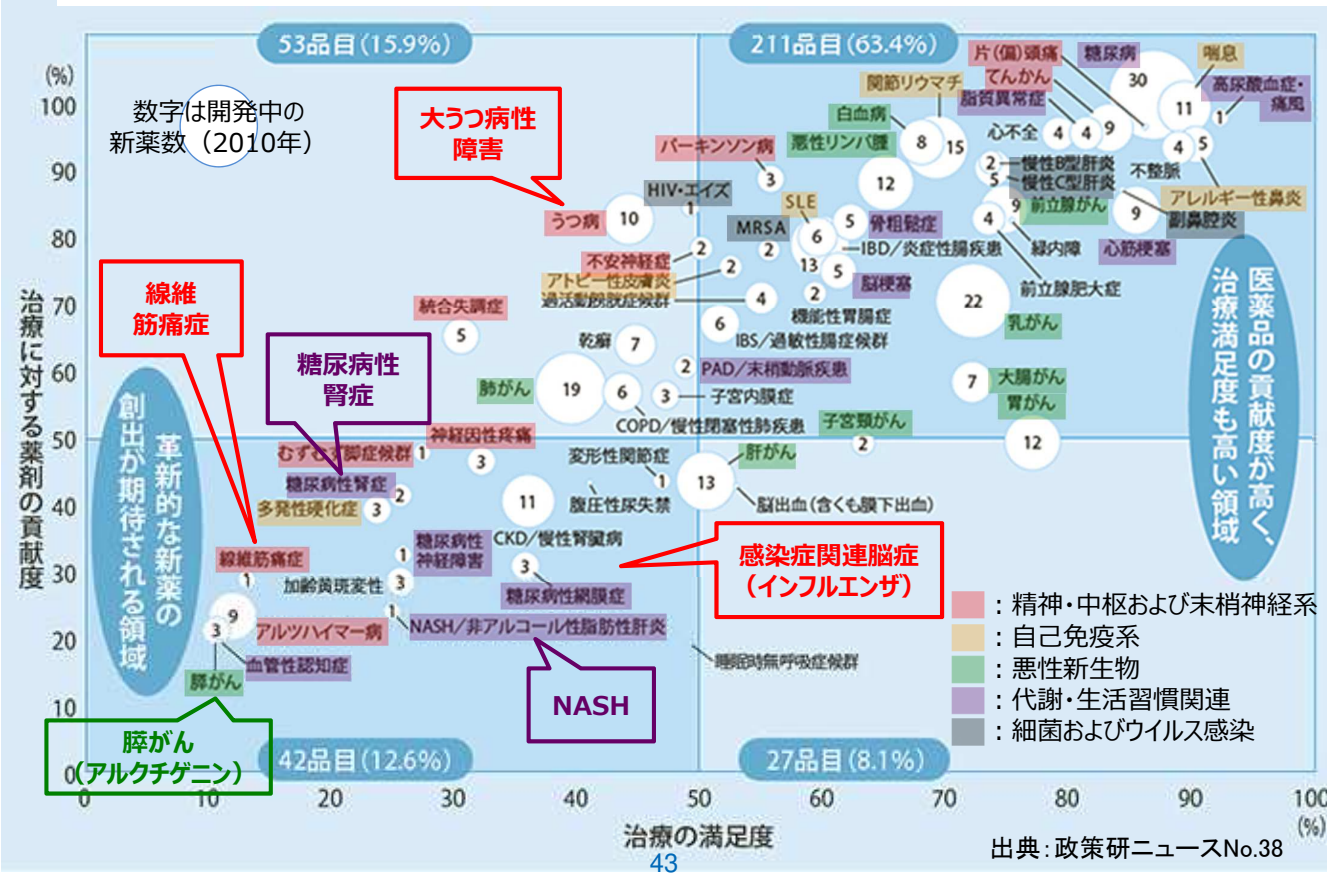 53品目(15.9%)
211品目(63.4%)
(%)
100
90
80
70
60
50
40
30
20
10
0
治療に対する薬剤の貢献度
数字は開発中の
新薬数（2010年）
大うつ病性
障害
線維
筋痛症
糖尿病性
腎症
片(偏)頭痛
糖尿病
喘息
関節リウマチ
てんかん
30
高尿酸血症・
痛風
脂質異常症
11
1
白血病
心不全
4
4
9
悪性リンパ腫
8
15
4
5
パーキンソン病
3
2
慢性B型肝炎
不整脈
5
慢性C型肝炎
12
アレルギー性鼻炎
HIV・エイズ
1
SLE
9
前立腺がん
9
副鼻腔炎
うつ病
10
MRSA
5
骨粗鬆症
4
緑内障
心筋梗塞
6
不安神経症
2
2
IBD/炎症性腸疾患
アトピー性皮膚炎
2
13
5
脳梗塞
前立腺肥大症
過活動膀胱症候群
4
2
22
統合失調症
機能性胃腸症
5
乾癬
7
6
IBS/過敏性腸症候群
乳がん
2
PAD/末梢動脈疾患
肺がん
19
6
3
子宮内膜症
7
大腸がん
COPD/慢性閉塞性肺疾患
胃がん
子宮頸がん
12
2
神経因性疼痛
むずむず脚症候群
1
3
変形性関節症
肝がん
糖尿病性腎症
1
13
2
11
腹圧性尿失禁
脳出血(含くも膜下出血)
多発性硬化症
3
CKD/慢性腎臓病
1
糖尿病性
神経障害
線維筋痛症
3
1
加齢黄斑変性
3
糖尿病性網膜症
9
1
NASH/非アルコール性脂肪性肝炎
アルツハイマー病
3
血管性認知症
睡眠時無呼吸症候群
膵がん
感染症関連脳症
（インフルエンザ）
NASH
膵がん
（アルクチゲニン）
革新的な新薬の
創出が期待される領域
医薬品の貢献度が高く、
治療満足度も高い領域
：精神・中枢および末梢神経系
：自己免疫系
：悪性新生物
：代謝・生活習慣関連
：細菌およびウイルス感染
42品目(12.6%)
27品目(8.1%)
0
10
20
30
40
50
60
70
80
90
100
(%)
治療の満足度
43
出典：政策研ニュースNo.38